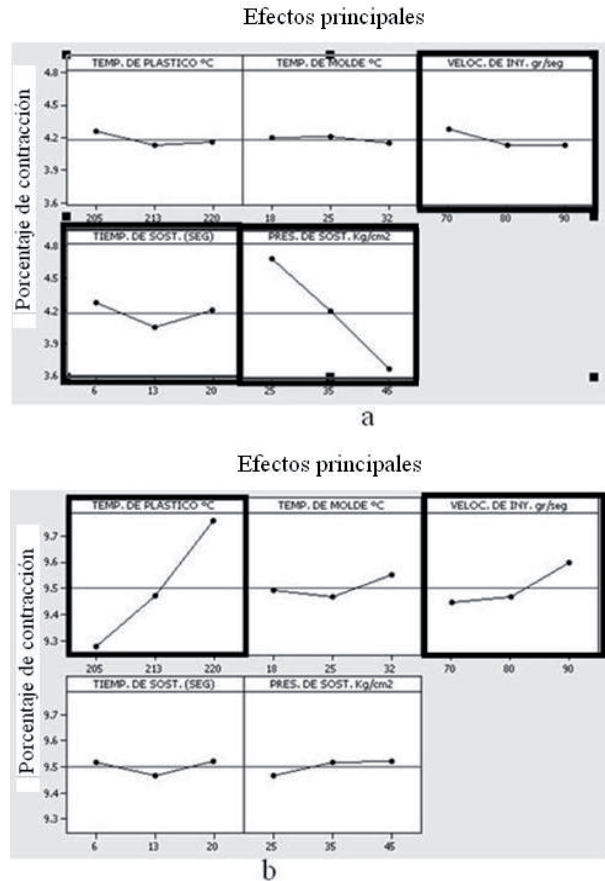 Efectos principales
TEMP. DE PLASTICO ºC TEMP. DE MOLDE ºC VELOC. DE INY. gr/seg
Porcentaje de contracción
4.8
4.5
4.2
3.9
3.6
205 213 220 18 25 32 70 80 90
TIEMP. DE SOST. (SEG) PRES. DE SOST. Kg/cm2
4.8
4.5
4.2
3.9
3.6
6 13 20 25 35 45
a
Efectos principales
TEMP. DE PLASTICO ºC TEMP. DE MOLDE ºC VELOC. DE INY. gr/seg
Porcentaje de contracción
9.7
9.6
9.5
9.4
9.3
205 213 220 18 25 32 70 80 90
TIEMP. DE SOST. (SEG) PRES. DE SOST. Kg/cm2
9.7
9.6
9.5
9.4
9.3
6 13 20 25 35 45
b